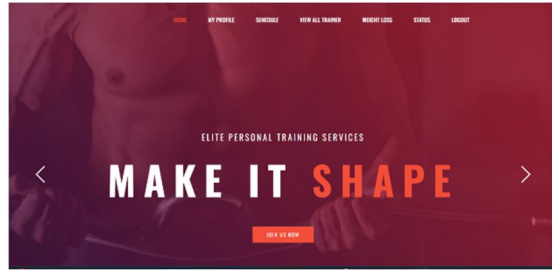 HOME MY PROFILE SEHEDULE VIEW ALL TRAINER WEIGHT LOSS STATUS LOGOUT
ELITE PERSONAL TRAINING SERVICES
MAKE IT SHAPE
JOIN US NOW